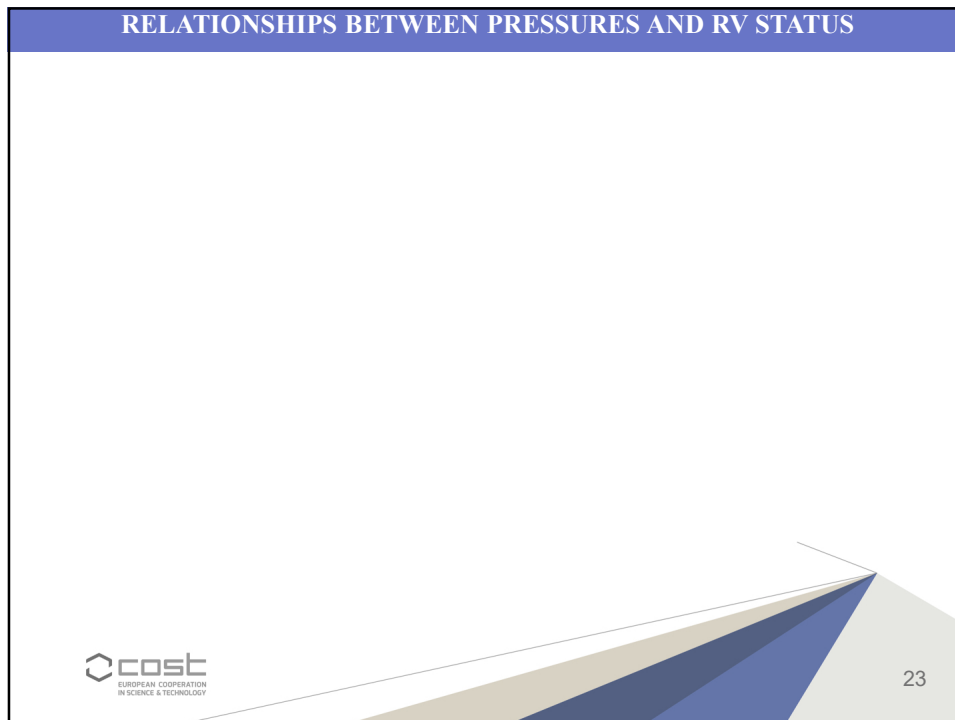 RELATIONSHIPS BETWEEN PRESSURES AND RV STATUS
cost
EUROPEAN COOPERATION
IN SCIENCE & TECHNOLOGY
23